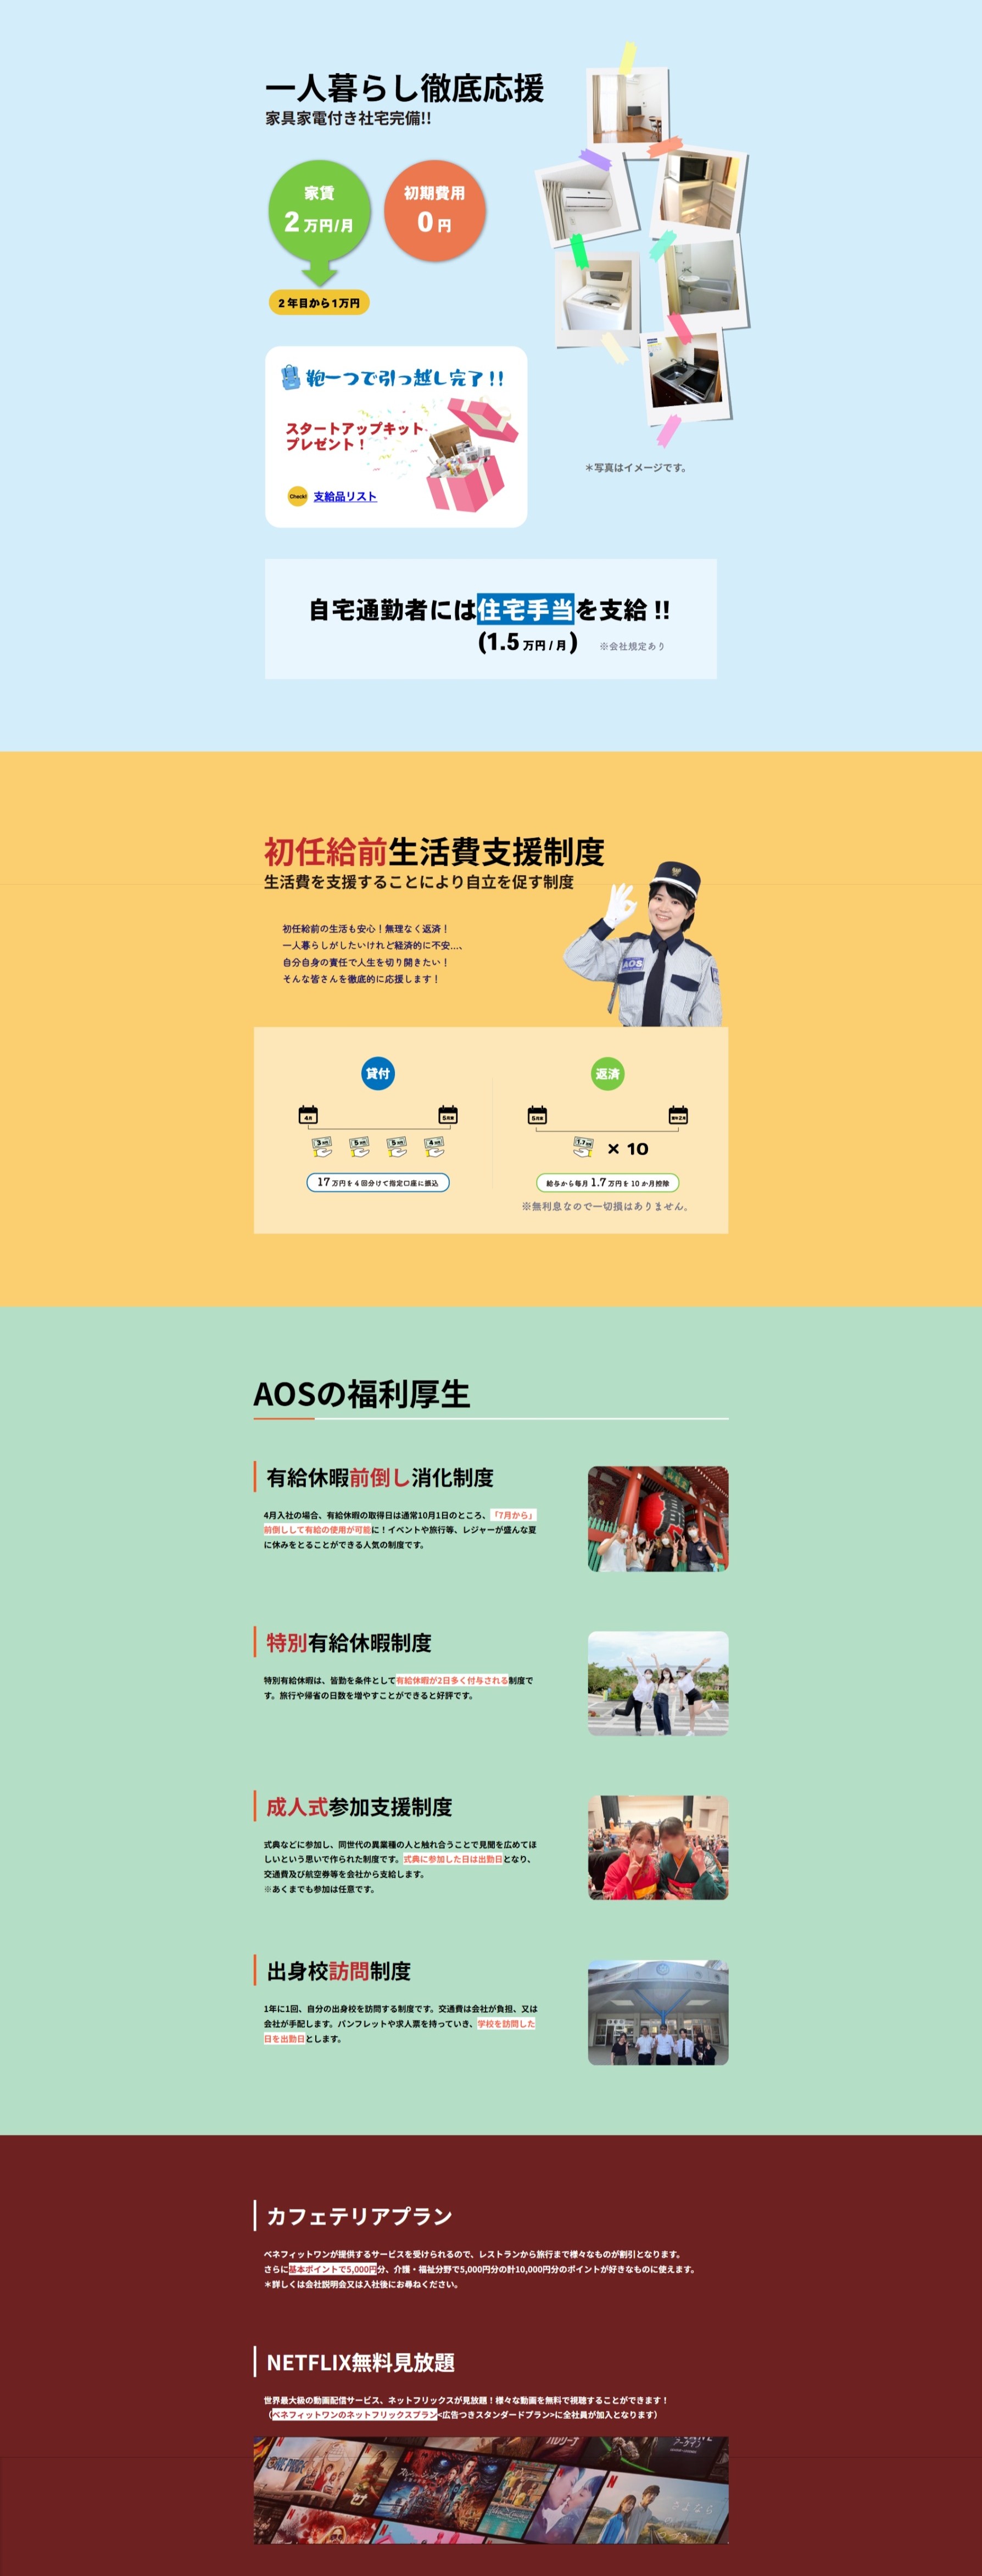 一人暮らし徹底応援
家具家電付き社宅完備!!
家賃
2万円/月
初期費用
0円
2年目から1万円
鞄一つで引っ越し完了!!
スタートアップキット
プレゼント！
Check!
支給品リスト
＊写真はイメージです。
自宅通勤者には住宅手当を支給!!
(1.5万円/月)
※会社規定あり
初任給前生活費支援制度
生活費を支援することにより自立を促す制度
初任給前の生活も安心！無理なく返済！
一人暮らしがしたいけれど経済的に不安…、
自分自身の責任で人生を切り開きたい！
そんな皆さんを徹底的に応援します！
AOS
貸付
4月
5月末
3万円
5万円
5万円
4万円
17万円を4回分けて指定口座に振込
返済
5月末
翌年2月
1.7万円
× 10
給与から毎月1.7万円を10か月控除
※無利息なので一切損はありません。
AOSの福利厚生
有給休暇前倒し消化制度
4月入社の場合、有給休暇の取得日は通常10月1日のところ、「7月から」
前倒しして有給の使用が可能に！イベントや旅行等、レジャーが盛んな夏
に休みをとることができる人気の制度です。
特別有給休暇制度
特別有給休暇は、皆勤を条件として有給休暇が2日多く付与される制度で
す。旅行や帰省の日数を増やすことができると好評です。
成人式参加支援制度
式典などに参加し、同世代の異業種の人と触れ合うことで見聞を広めてほ
しいという思いで作られた制度です。式典に参加した日は出勤日となり、
交通費及び航空券等を会社から支給します。
※あくまでも参加は任意です。
出身校訪問制度
1年に1回、自分の出身校を訪問する制度です。交通費は会社が負担、又は
会社が手配します。パンフレットや求人票を持っていき、学校を訪問した
日を出勤日とします。
カフェテリアプラン
ベネフィットワンが提供するサービスを受けられるので、レストランから旅行まで様々なものが割引となります。
さらに基本ポイントで5,000円分、介護・福祉分野で5,000円分の計10,000円分のポイントが好きなものに使えます。
＊詳しくは会社説明会又は入社後にお尋ねください。
NETFLIX無料見放題
世界最大級の動画配信サービス、ネットフリックスが見放題！様々な動画を無料で視聴することができます！
（ベネフィットワンのネットフリックスプラン<広告つきスタンダードプラン>に全社員が加入となります）
ONE PIECE
さよなら